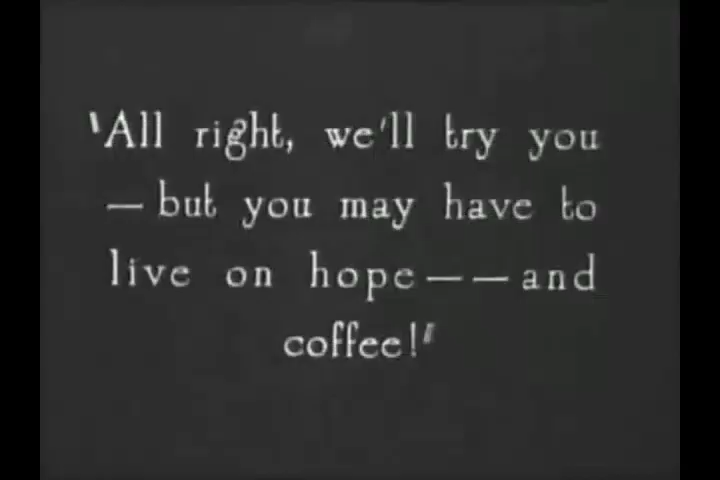 "All right, we'll try you
— but you may have to
live on hope — — and
coffee!"